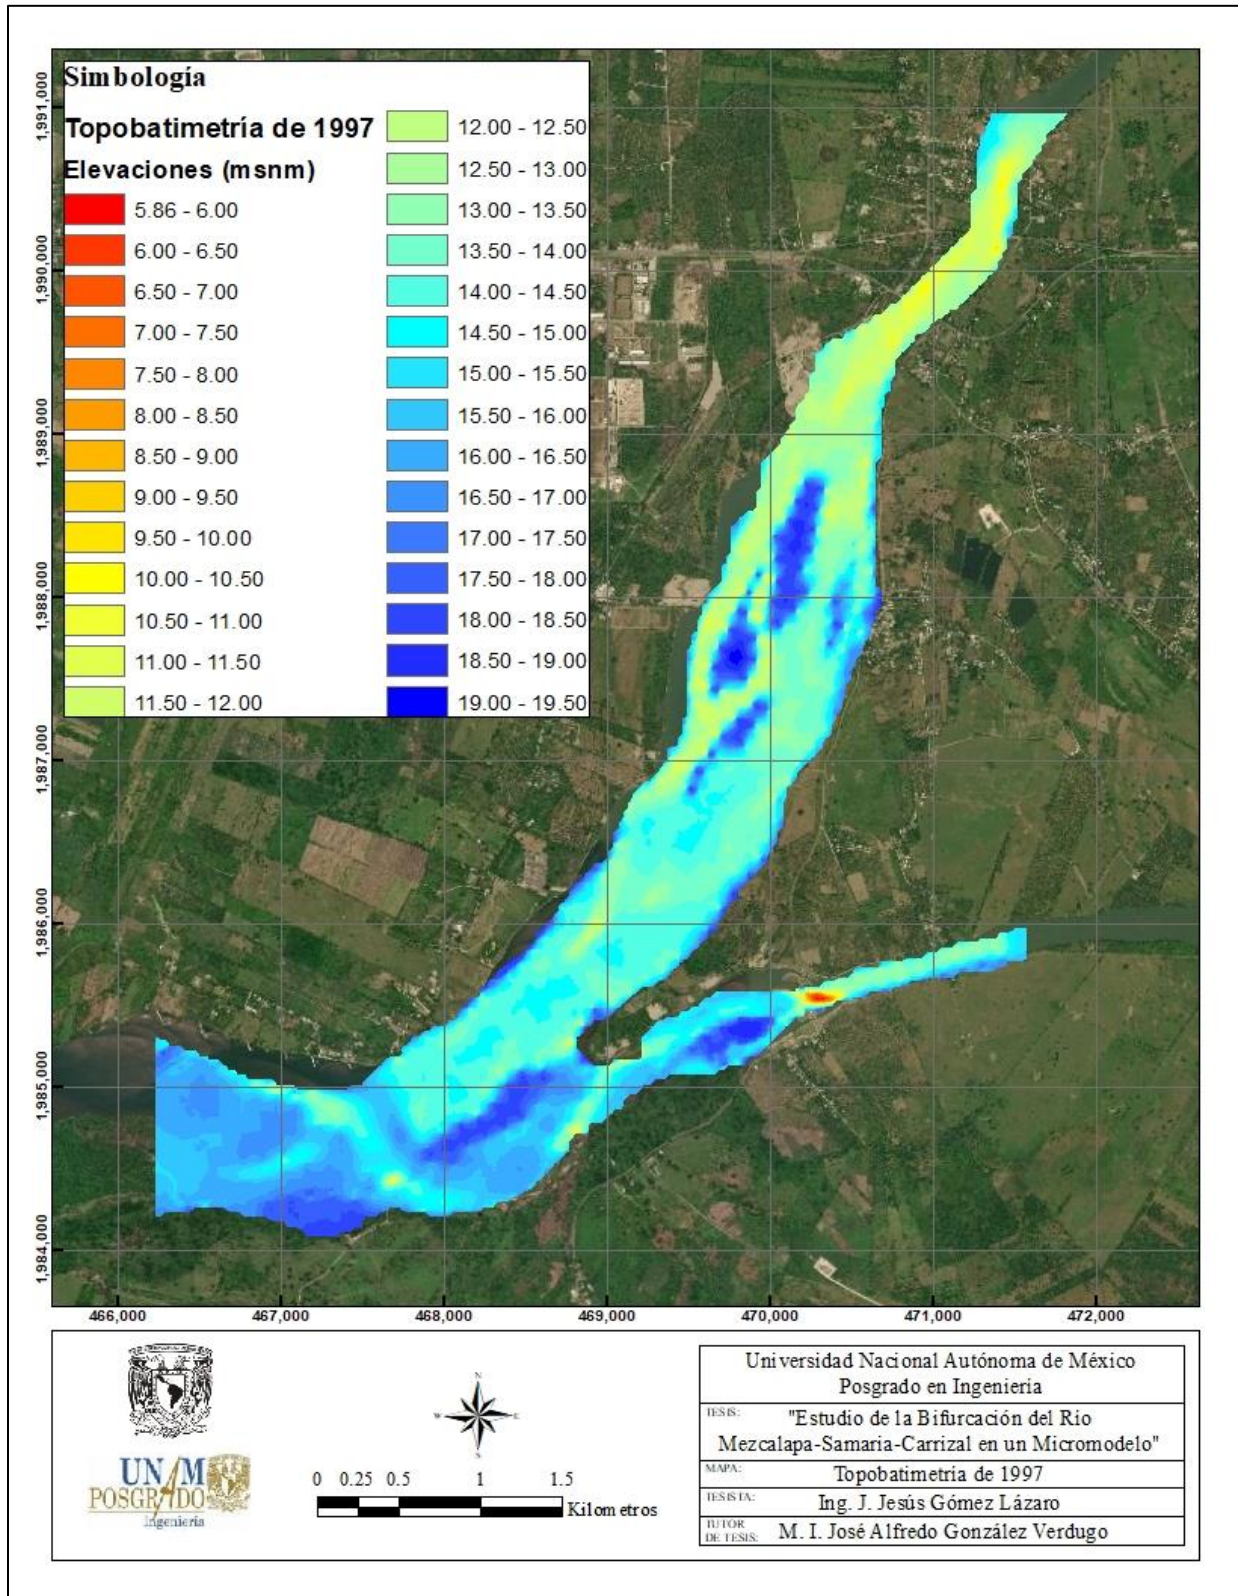 Simbología
Topobatimetría de 1997
Elevaciones (msnm)
5.86 - 6.00
6.00 - 6.50
6.50 - 7.00
7.00 - 7.50
7.50 - 8.00
8.00 - 8.50
8.50 - 9.00
9.00 - 9.50
9.50 - 10.00
10.00 - 10.50
10.50 - 11.00
11.00 - 11.50
11.50 - 12.00
12.00 - 12.50
12.50 - 13.00
13.00 - 13.50
13.50 - 14.00
14.00 - 14.50
14.50 - 15.00
15.00 - 15.50
15.50 - 16.00
16.00 - 16.50
16.50 - 17.00
17.00 - 17.50
17.50 - 18.00
18.00 - 18.50
18.50 - 19.00
19.00 - 19.50
1,991,000
1,990,000
1,989,000
1,988,000
1,987,000
1,986,000
1,985,000
1,984,000
466,000 467,000 468,000 469,000 470,000 471,000 472,000
UNAM
POSGRADO
Ingeniería
N
W E
S
0 0.25 0.5 1 1.5
Kilometros
Universidad Nacional Autónoma de México
Posgrado en Ingeniería
TESIS: "Estudio de la Bifurcación del Río
Mezcalapa-Samaria-Carrizal en un Micromodelo"
MAPA: Topobatimetría de 1997
TESISTA: Ing. J. Jesús Gómez Lázaro
TUTOR
DE TESIS: M. I. José Alfredo González Verdugo